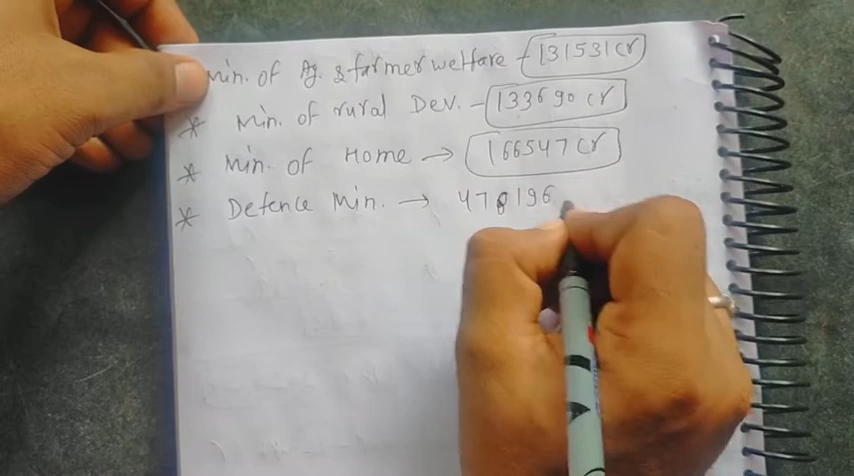 Min. of Ag. & farmer welfare - 131531 cr
* Min. of rural Dev. - 133690 cr
* Min. of Home → 166547 cr
* Defence Min. → 478196